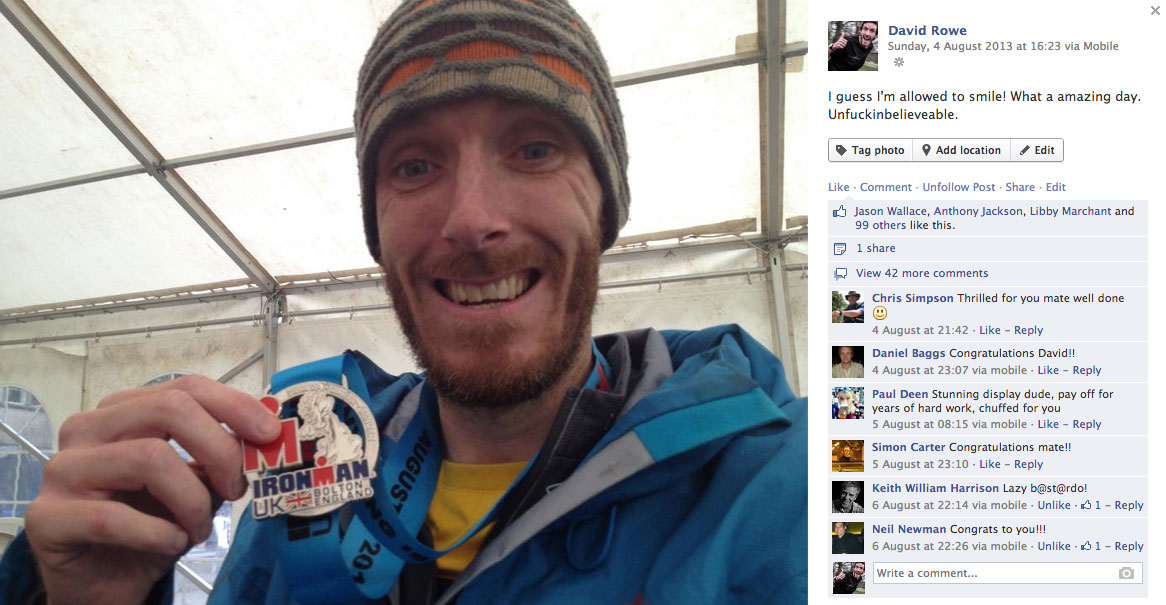 IRONMAN
UK BOLTON
ENGLAND
AUGUST
201
David Rowe
Sunday, 4 August 2013 at 16:23 via Mobile
I guess I'm allowed to smile! What a amazing day.
Unfuckinbelieveable.
Tag photo Add location Edit
Like · Comment · Unfollow Post · Share · Edit
Jason Wallace, Anthony Jackson, Libby Marchant and
99 others like this.
1 share
View 42 more comments
Chris Simpson Thrilled for you mate well done
4 August at 21:42 · Like – Reply
Daniel Baggs Congratulations David!!
4 August at 23:07 via mobile · Like – Reply
Paul Deen Stunning display dude, pay off for
years of hard work, chuffed for you
5 August at 08:15 via mobile · Like – Reply
Simon Carter Congratulations mate!!
5 August at 23:10 · Like – Reply
Keith William Harrison Lazy b@st@rdo!
6 August at 22:14 via mobile · Unlike · 1 – Reply
Neil Newman Congrats to you!!!
6 August at 22:26 via mobile · Unlike · 1 – Reply
Write a comment...